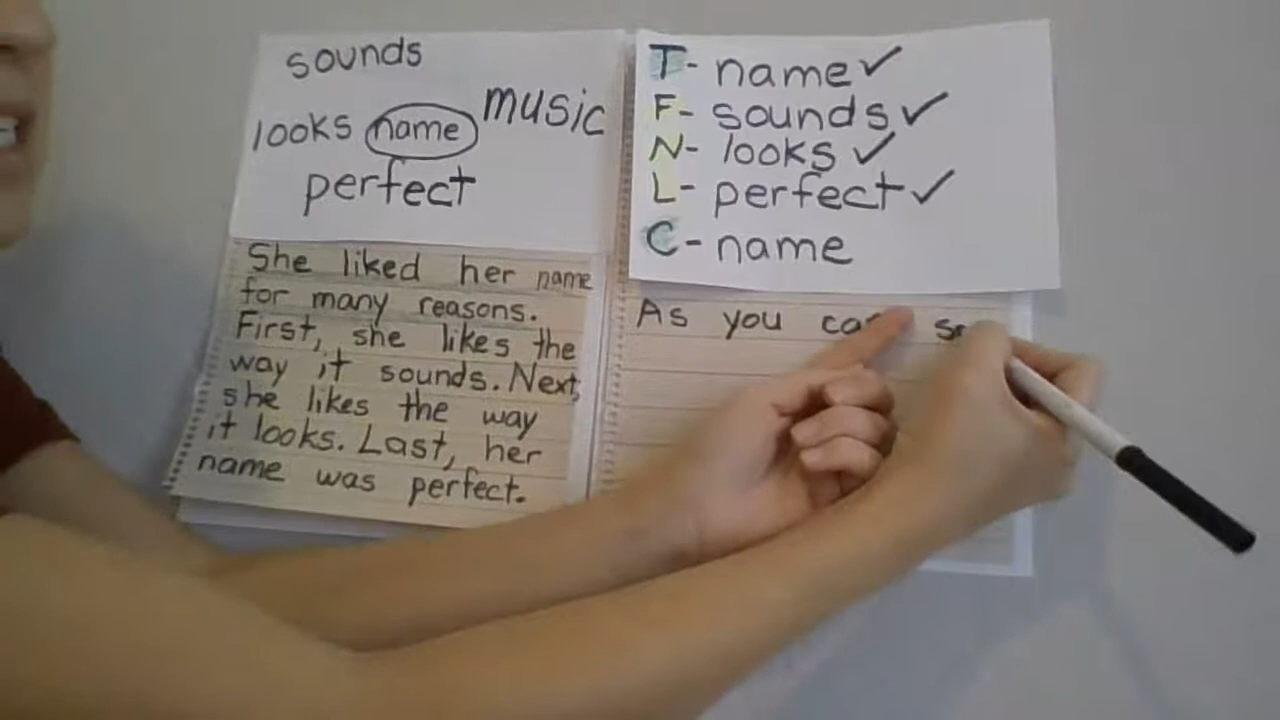 sounds
looks name music
perfect
She liked her name
for many reasons.
First, she likes the
way it sounds. Next,
she likes the way
it looks. Last, her
name was perfect.
T- name ✓
F- sounds ✓
N- looks ✓
L- perfect ✓
C- name
As you